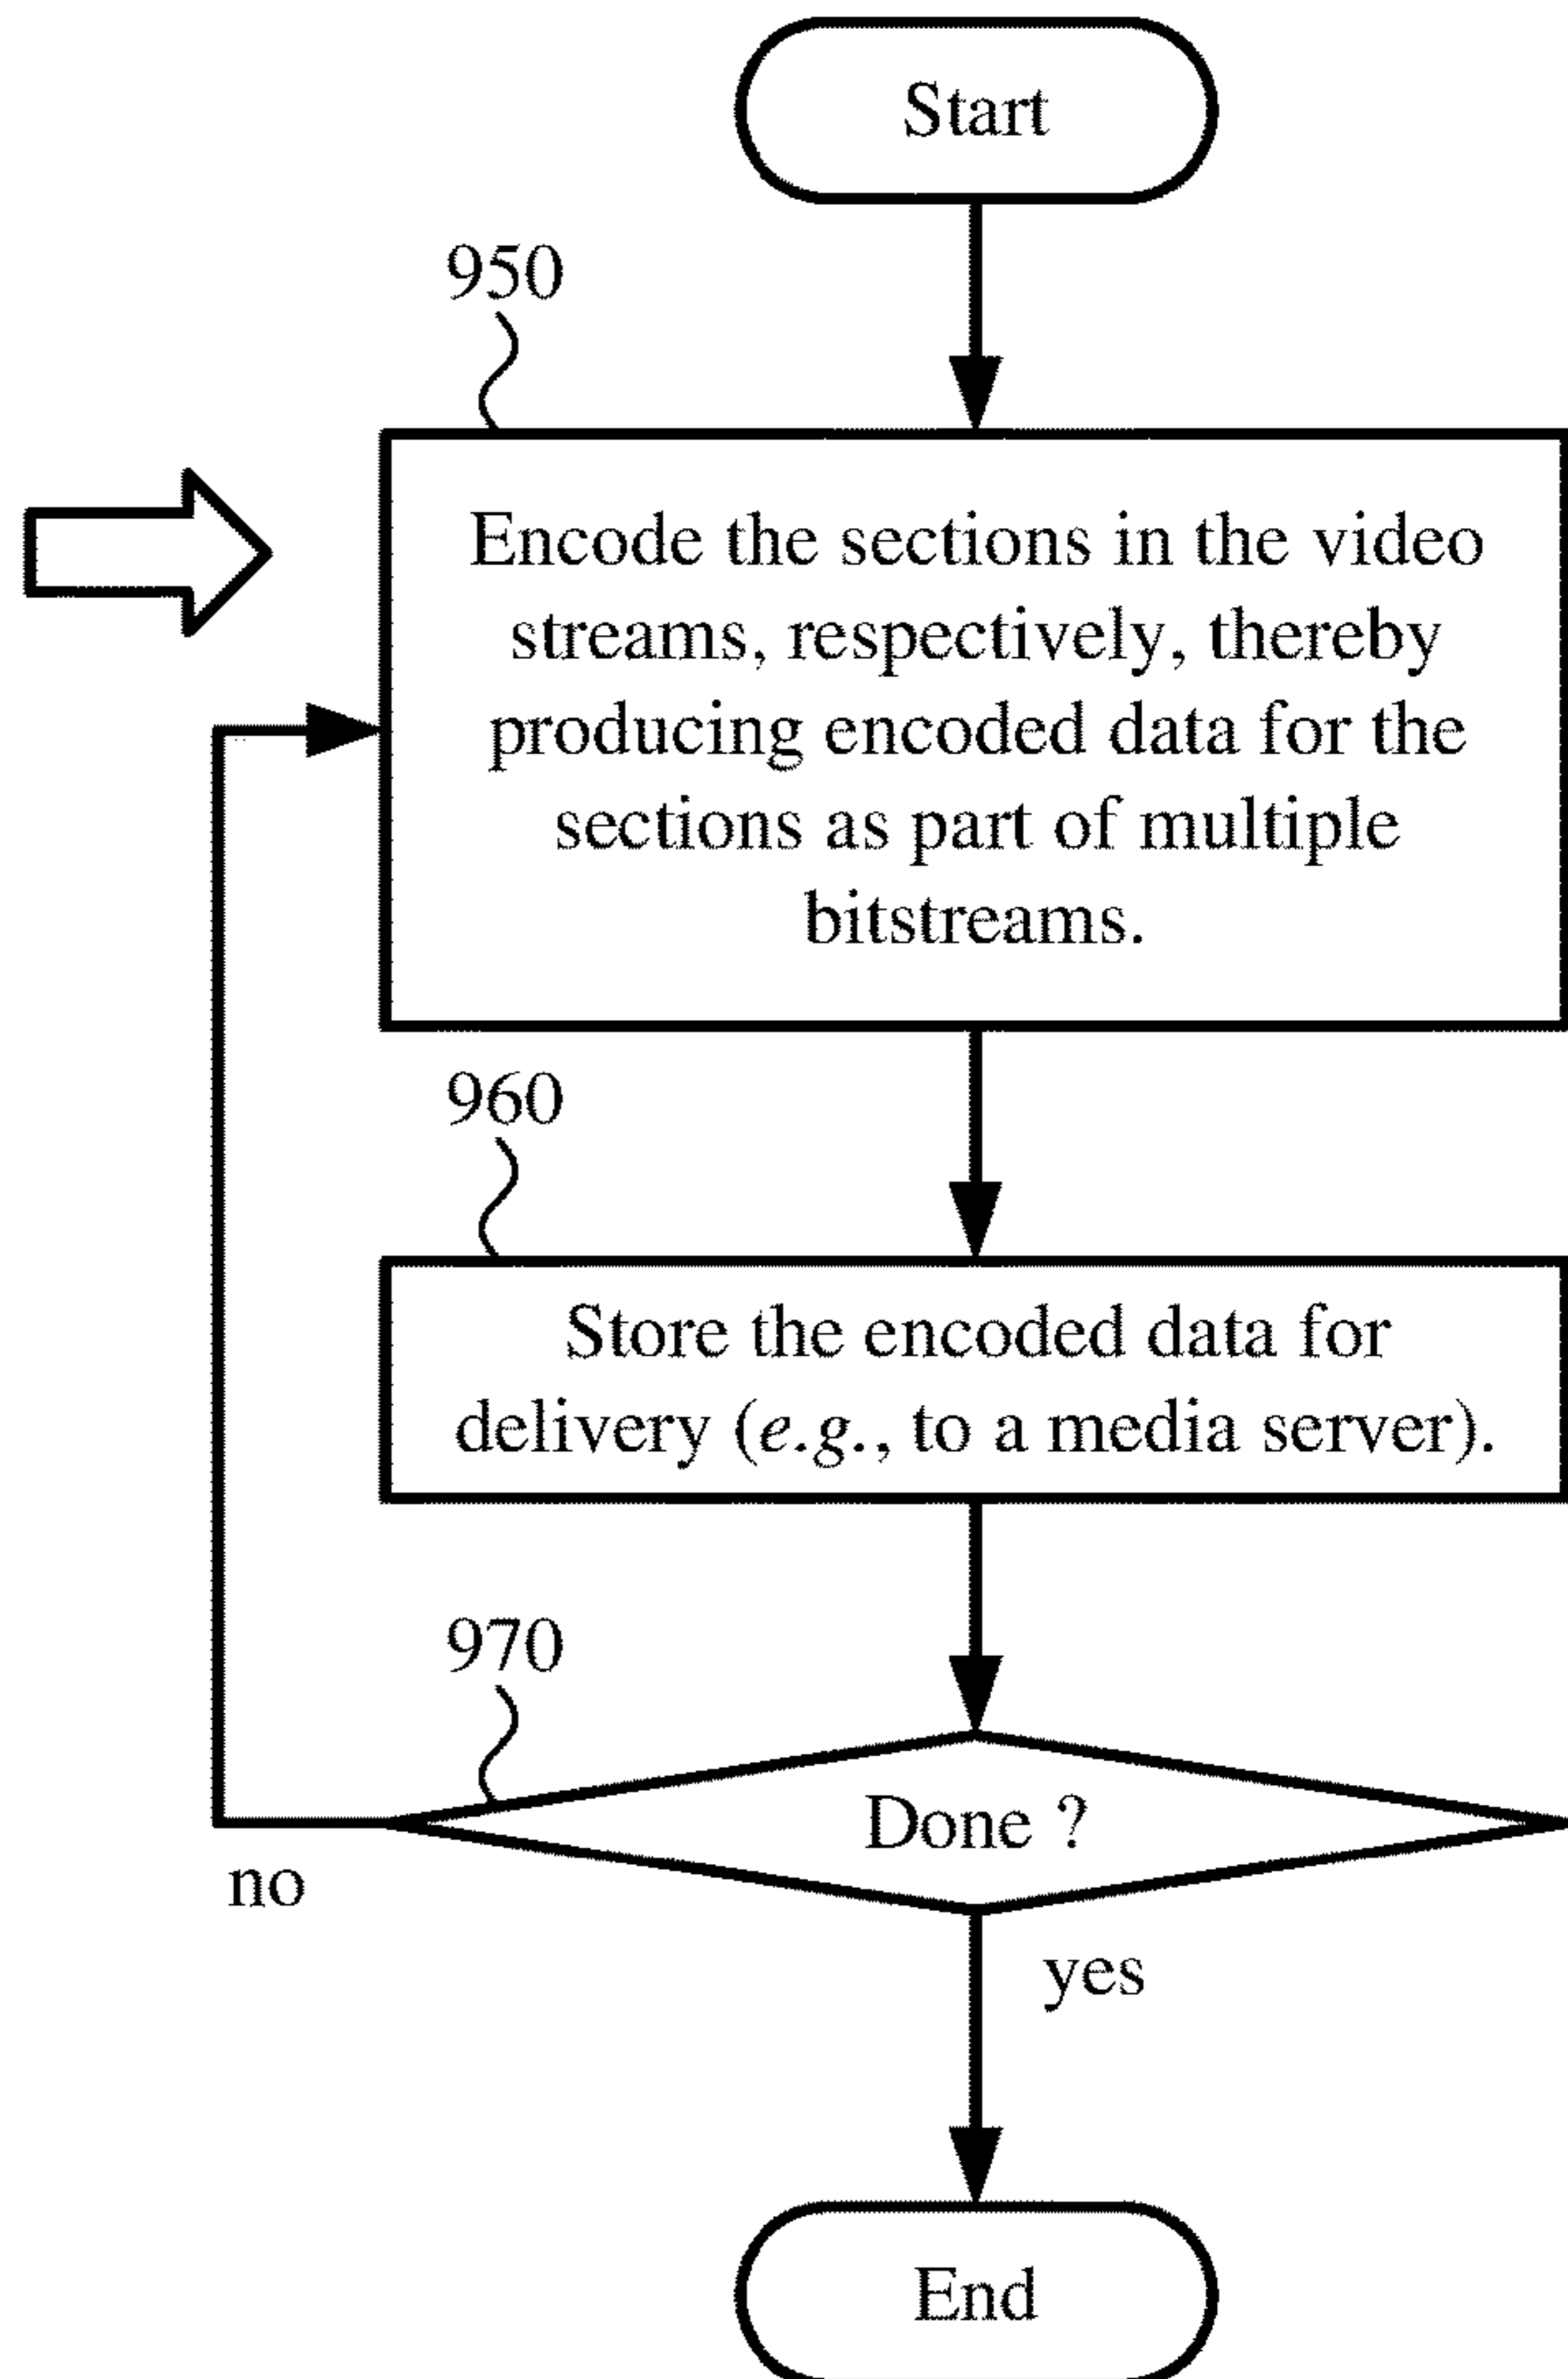 Start
950
Encode the sections in the video
streams, respectively, thereby
producing encoded data for the
sections as part of multiple
bitstreams.
960
Store the encoded data for
delivery (e.g., to a media server).
970
Done ?
no
yes
End